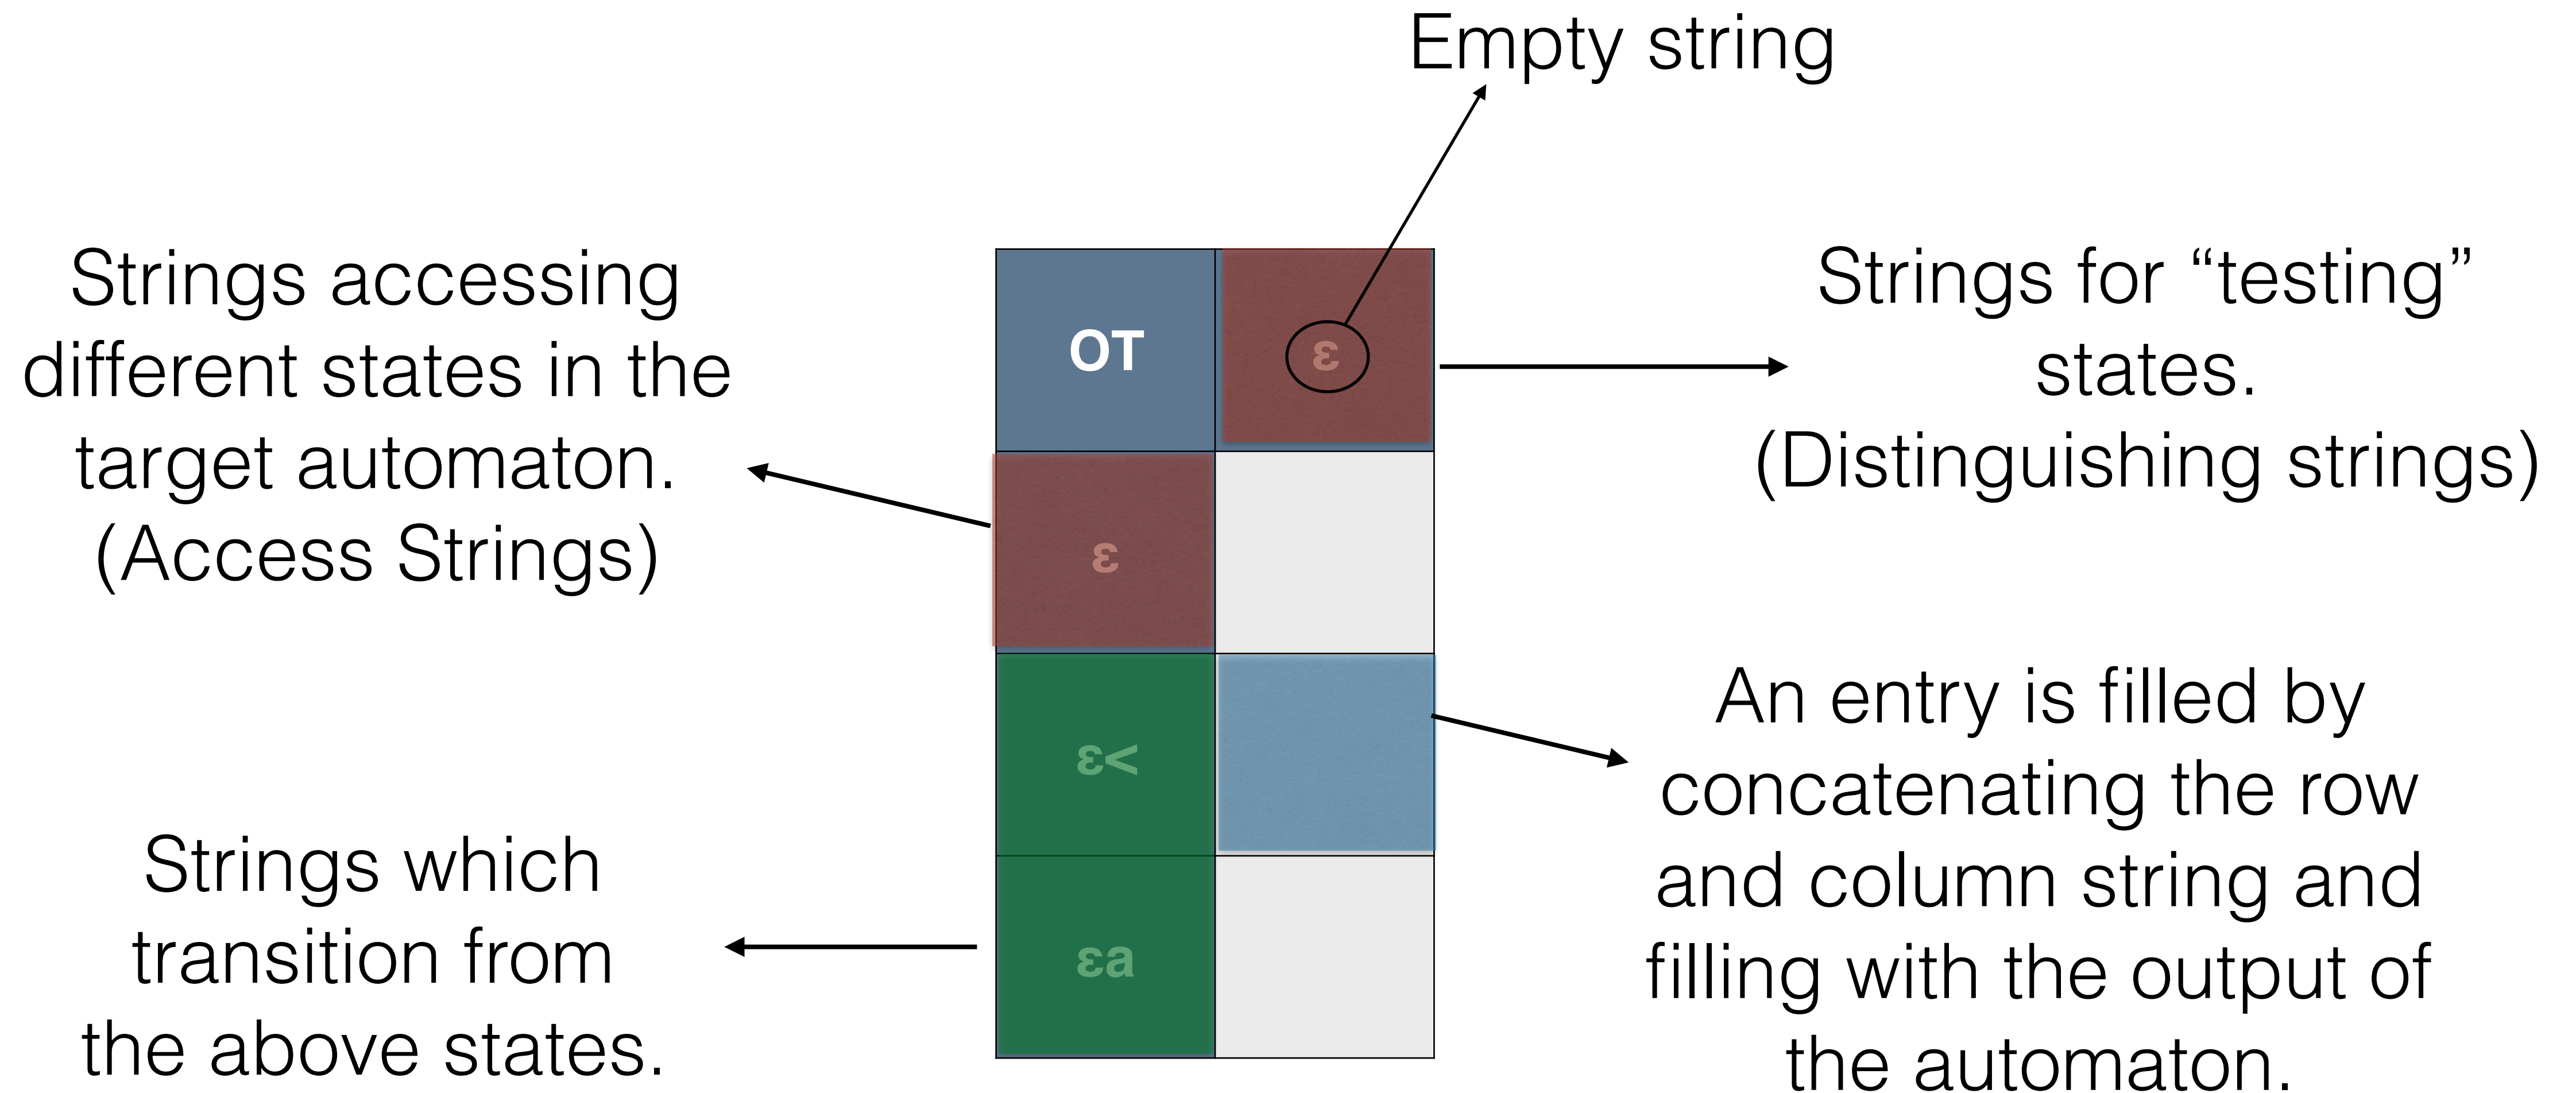 Empty string
Strings accessing
different states in the
target automaton.
(Access Strings)
OT
ε
Strings for “testing”
states.
(Distinguishing strings)
ε
ε<
εa
An entry is filled by
concatenating the row
and column string and
filling with the output of
the automaton.
Strings which
transition from
the above states.